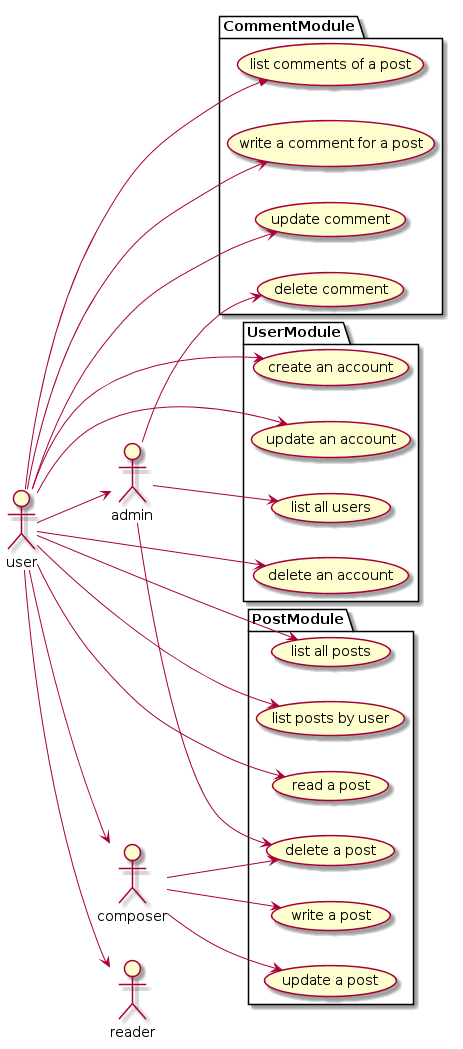 CommentModule
list comments of a post
write a comment for a post
update comment
delete comment
UserModule
create an account
update an account
list all users
delete an account
admin
user
PostModule
list all posts
list posts by user
read a post
delete a post
write a post
update a post
composer
reader